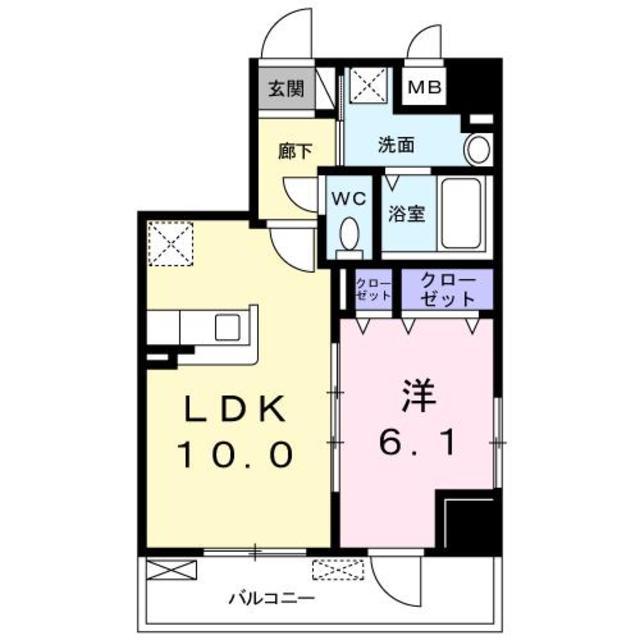 玄関
MB
洗面
廊下
WC
浴室
クロー
ゼット
クロー
ゼット
LDK
10.0
洋
6.1
バルコニー